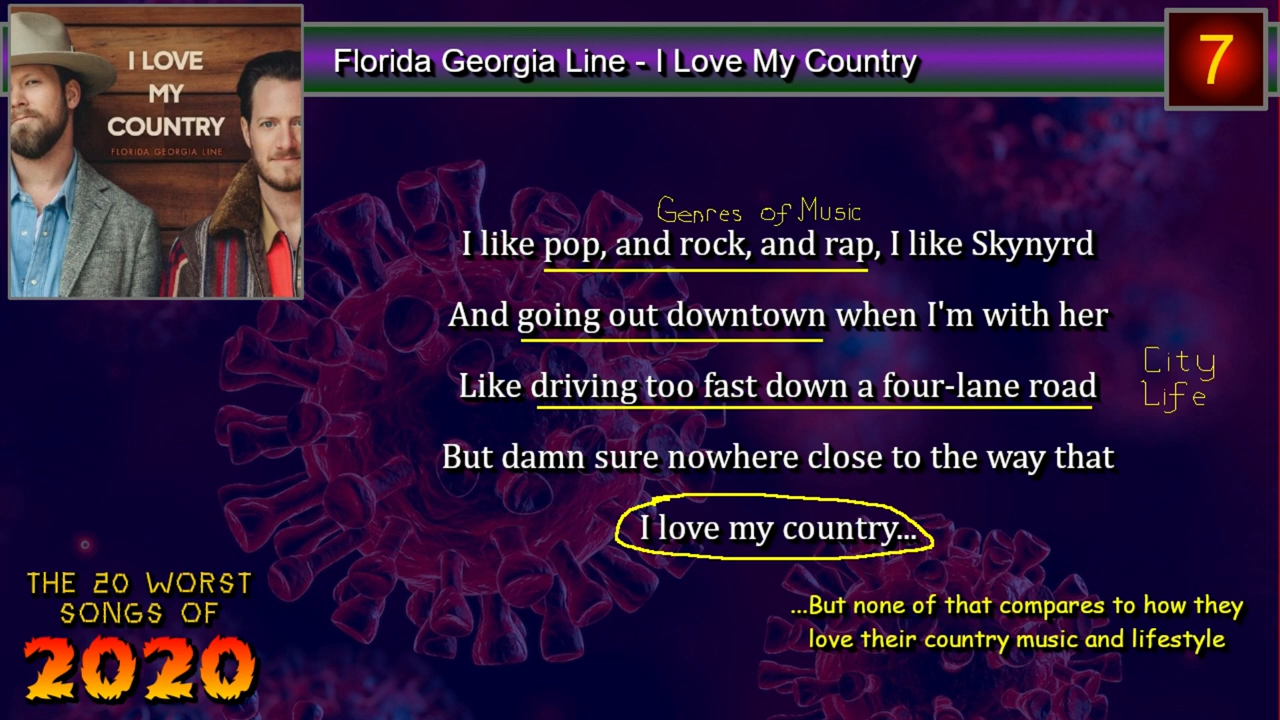 I LOVE
MY
COUNTRY
FLORIDA GEORGIA LINE
Florida Georgia Line - I Love My Country
7
Genres of Music
I like pop, and rock, and rap, I like Skynyrd
And going out downtown when I'm with her
Like driving too fast down a four-lane road
City
Life
But damn sure nowhere close to the way that
I love my country...
...But none of that compares to how they
love their country music and lifestyle
THE 20 WORST
SONGS OF
2020